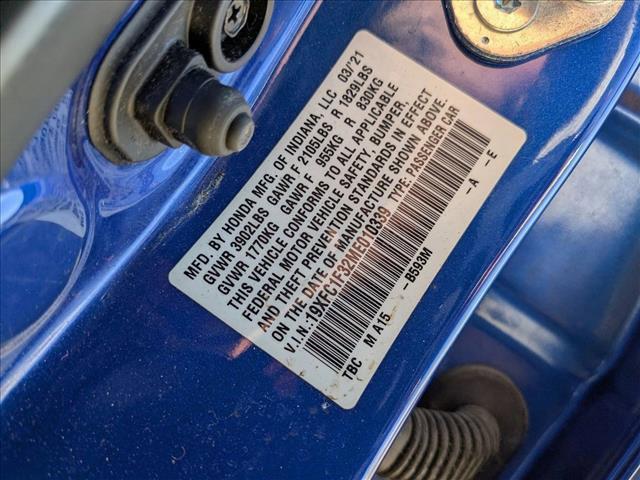 MFD. BY HONDA MFG. OF INDIANA, LLC 03/'21
GVWR 3902LBS GAWR F 2105LBS R 1829LBS
GVWR 1770KG GAWR F 955KG R 830KG
THIS VEHICLE CONFORMS TO ALL APPLICABLE
FEDERAL MOTOR VEHICLE SAFETY, BUMPER,
AND THEFT PREVENTION STANDARDS IN EFFECT
ON THE DATE OF MANUFACTURE SHOWN ABOVE.
V.I.N.: 19XFC1F32ME010339 TYPE: PASSENGER CAR
TBC M A15 -B593M -A -E